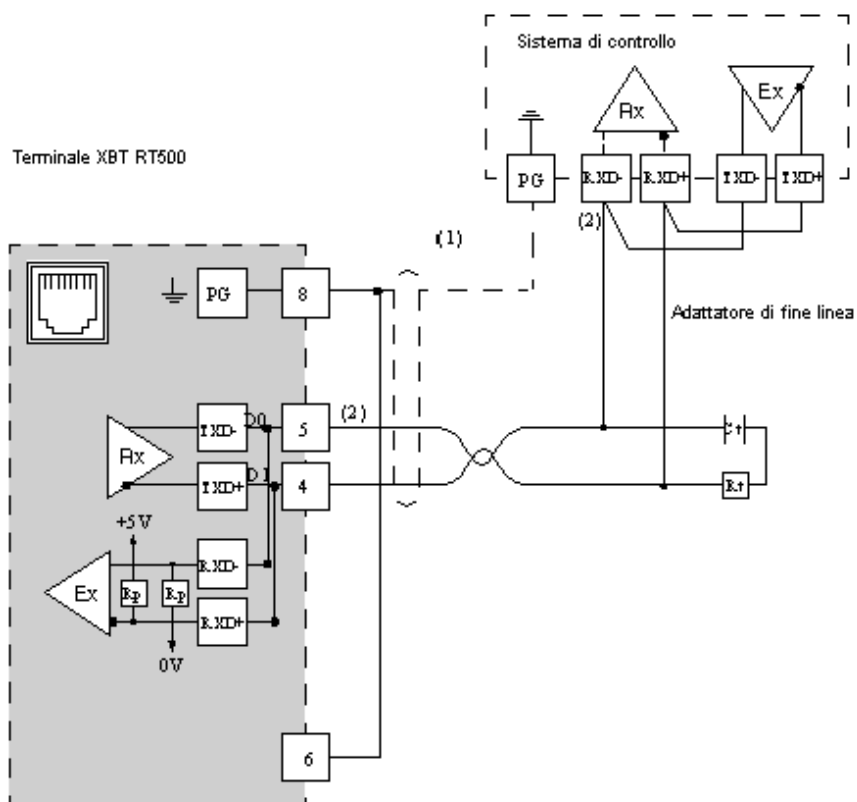 Sistema di controllo
Rx
Ex
Terminale XBT RT500
PG
RXD-
RXD+
TXD-
TXD+
(2)
(1)
PG
8
Adattatore di fine linea
TXD-
D0
5
(2)
Rx
TXD+
D1
4
Ct
Rt
+5V
RXD-
Ex
Rp
Rp
RXD+
0V
6